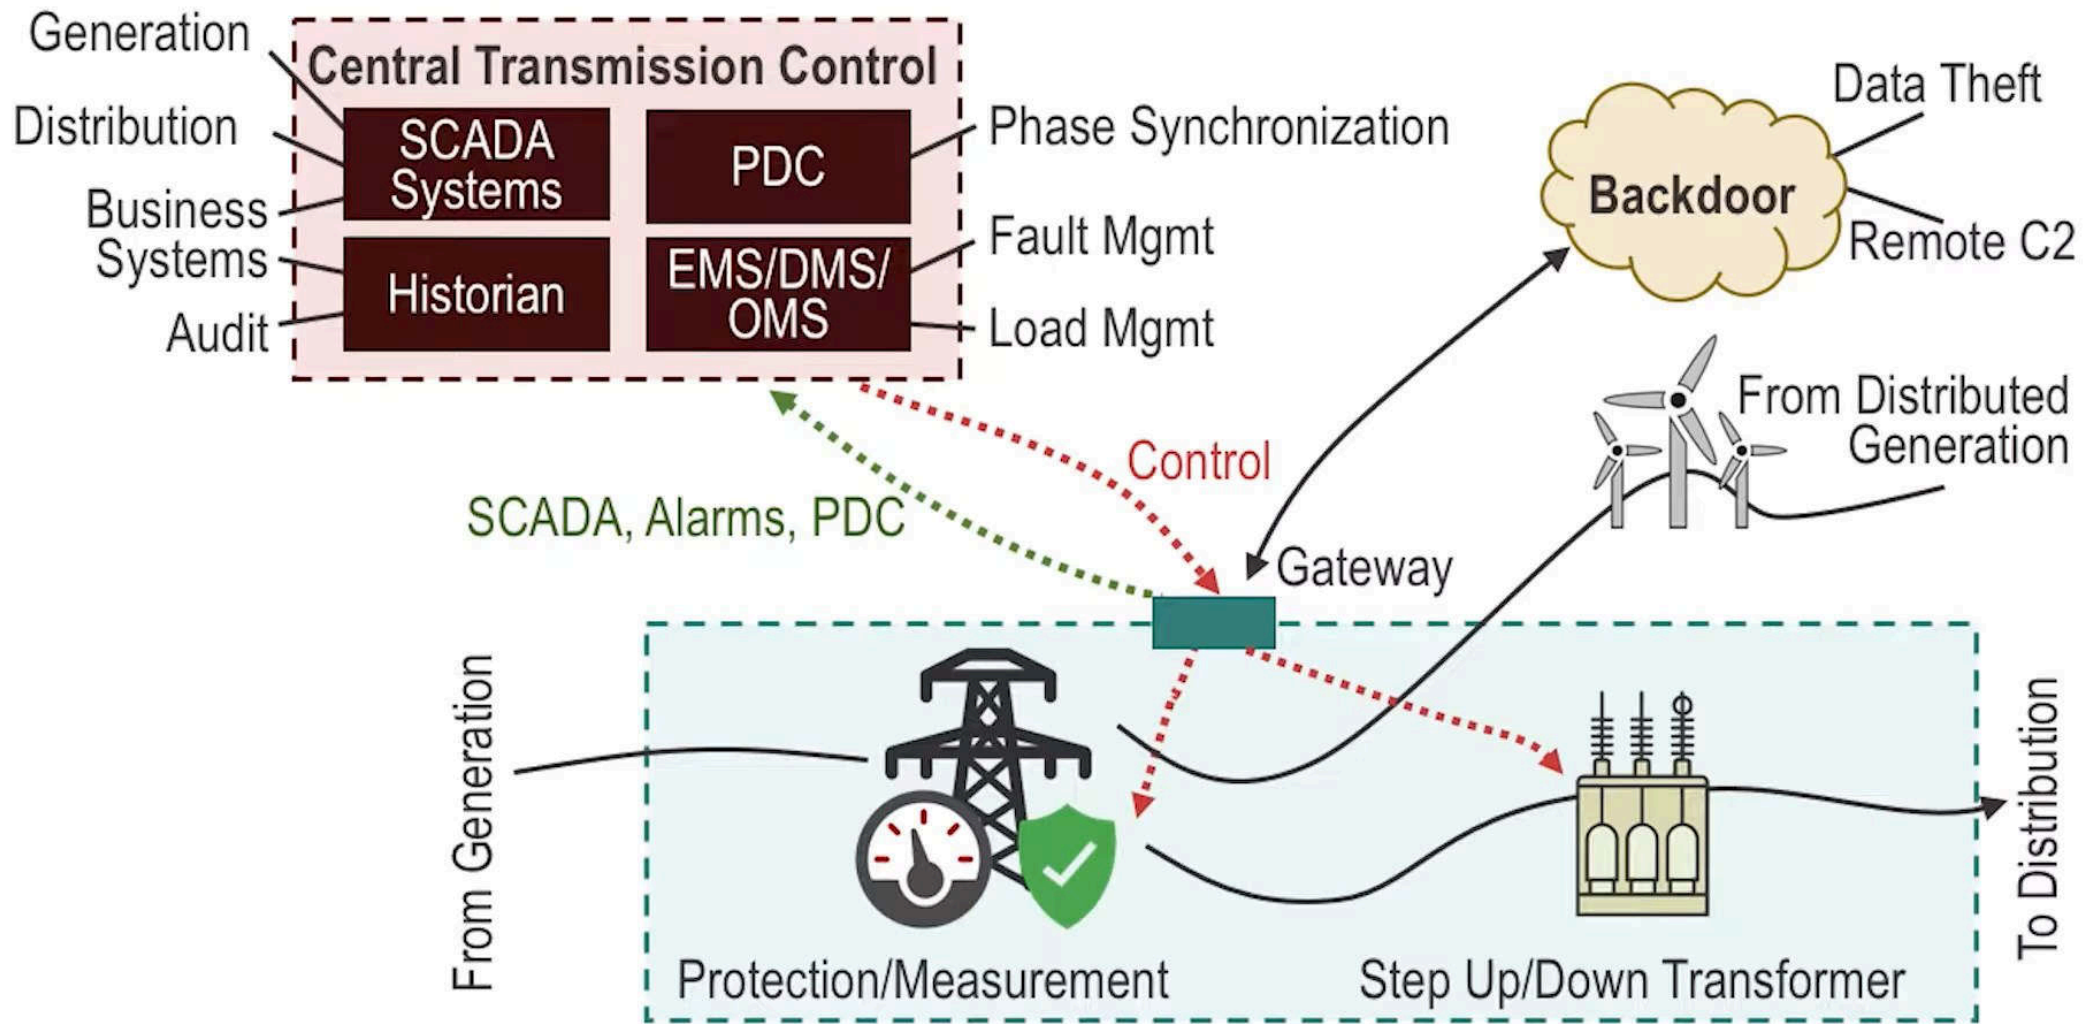 Generation
Distribution
Business
Systems
Audit
Central Transmission Control
SCADA
Systems
PDC
Historian
EMS/DMS/
OMS
Phase Synchronization
Fault Mgmt
Load Mgmt
Backdoor
Data Theft
Remote C2
From Distributed
Generation
Control
SCADA, Alarms, PDC
Gateway
From Generation
Protection/Measurement
Step Up/Down Transformer
To Distribution